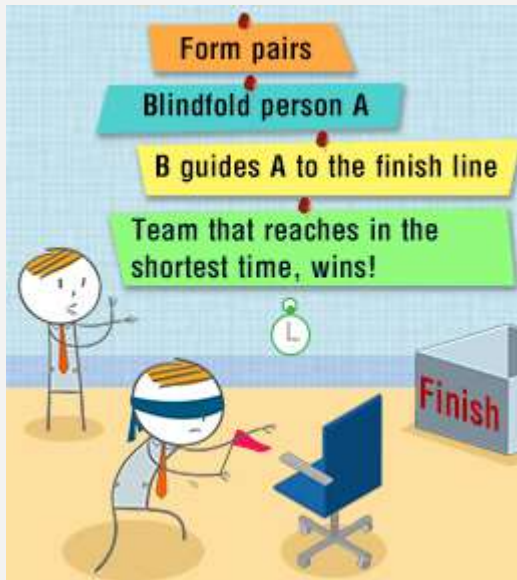 Form pairs
Blindfold person A
B guides A to the finish line
Team that reaches in the
shortest time, wins!
Finish